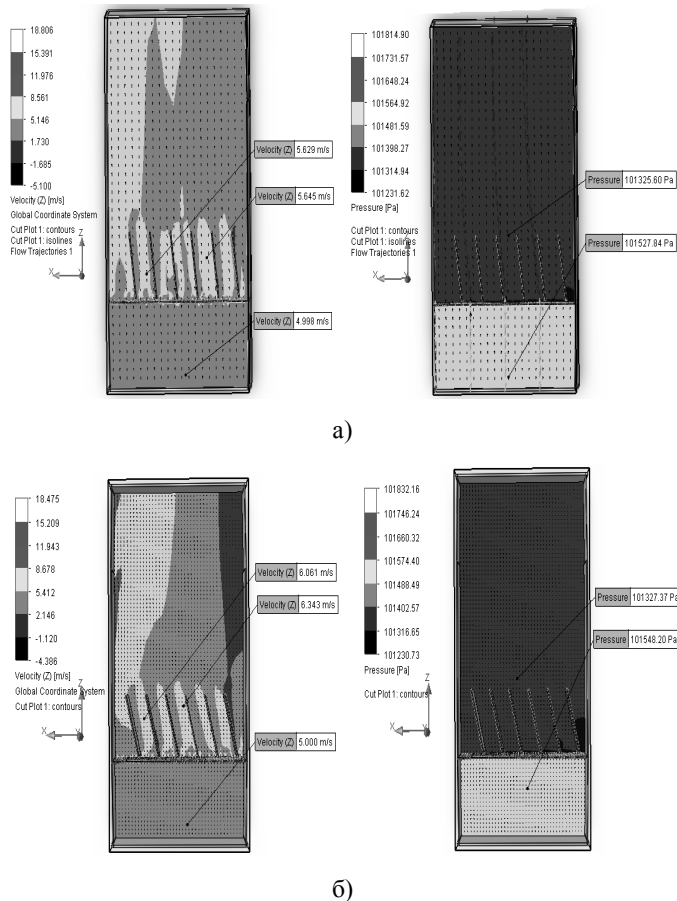 18.806
15.391
11.976
8.561
5.146
1.730
-1.685
-5.100
Velocity (Z) [m/s]
Global Coordinate System
Cut Plot 1: contours
Cut Plot 1: isolines
Flow Trajectories 1
Z
X
Y
Velocity (Z) 5.629 m/s
Velocity (Z) 5.645 m/s
Velocity (Z) 4.998 m/s
101814.90
101731.57
101648.24
101564.92
101481.59
101398.27
101314.94
101231.62
Pressure [Pa]
Cut Plot 1: contours
Cut Plot 1: isolines
Flow Trajectories 1
Z
X
Y
Pressure 101325.60 Pa
Pressure 101527.84 Pa
а)
18.475
15.209
11.943
8.678
5.412
2.146
-1.120
-4.386
Velocity (Z) [m/s]
Global Coordinate System
Cut Plot 1: contours
Z
X
Y
Velocity (Z) 6.061 m/s
Velocity (Z) 6.343 m/s
Velocity (Z) 5.000 m/s
101832.16
101746.24
101660.32
101574.40
101488.49
101402.57
101316.65
101230.73
Pressure [Pa]
Cut Plot 1: contours
Z
X
Y
Pressure 101327.37 Pa
Pressure 101548.20 Pa
б)